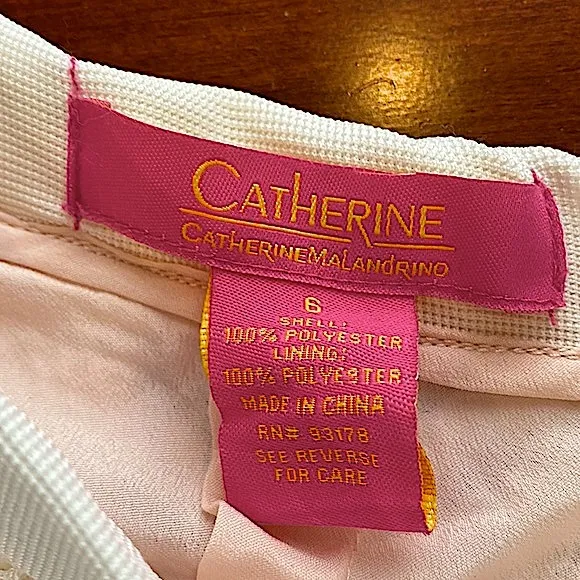 CATHERINE
CATHERINEMALANDRINO
6
SHELL:
100% POLYESTER
LINING:
100% POLYESTER
MADE IN CHINA
RN# 93178
SEE REVERSE
FOR CARE